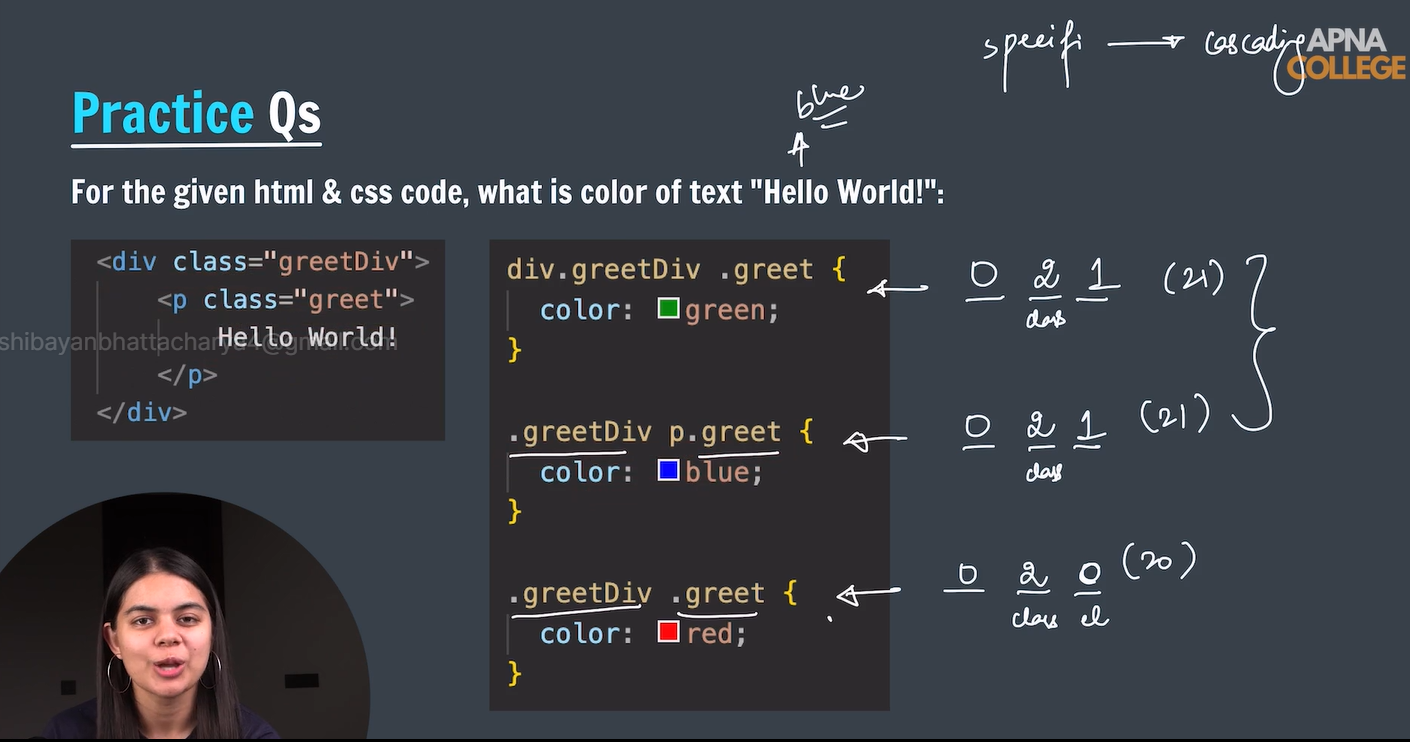 specifi → cascading
APNA
COLLEGE
Practice Qs
blue
For the given html & css code, what is color of text "Hello World!":
<div class="greetDiv">
<p class="greet">
Hello World!
</p>
</div>
shibayanbhattacharya4@gmail.com
div.greetDiv .greet {
color: green;
}
0 2 1 (21)
class
.greetDiv p.greet {
color: blue;
}
0 2 1 (21)
class
.greetDiv .greet {
color: red;
}
0 2 0 (20)
class el